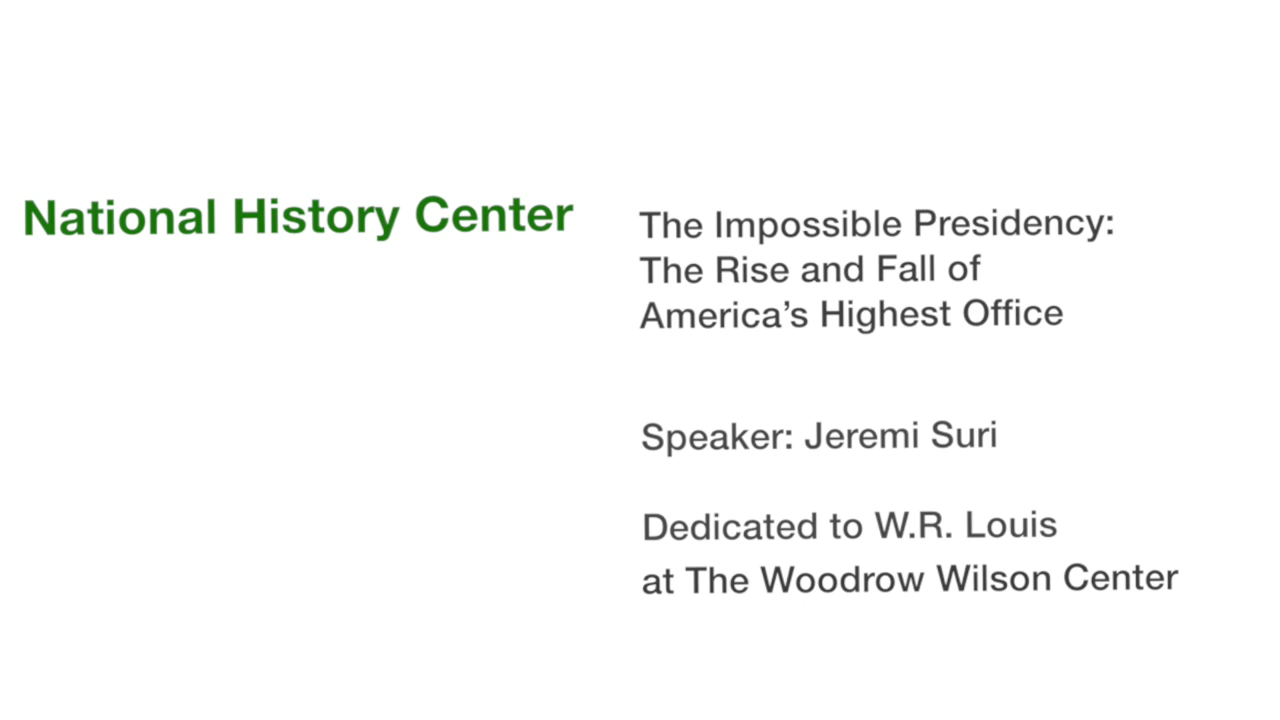 National History Center
The Impossible Presidency:
The Rise and Fall of
America’s Highest Office
Speaker: Jeremi Suri
Dedicated to W.R. Louis
at The Woodrow Wilson Center